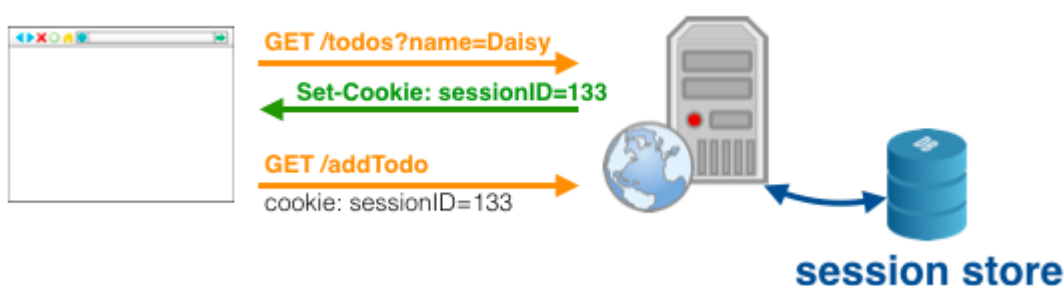 GET /todos?name=Daisy
Set-Cookie: sessionID=133
GET /addTodo
cookie: sessionID=133
session store